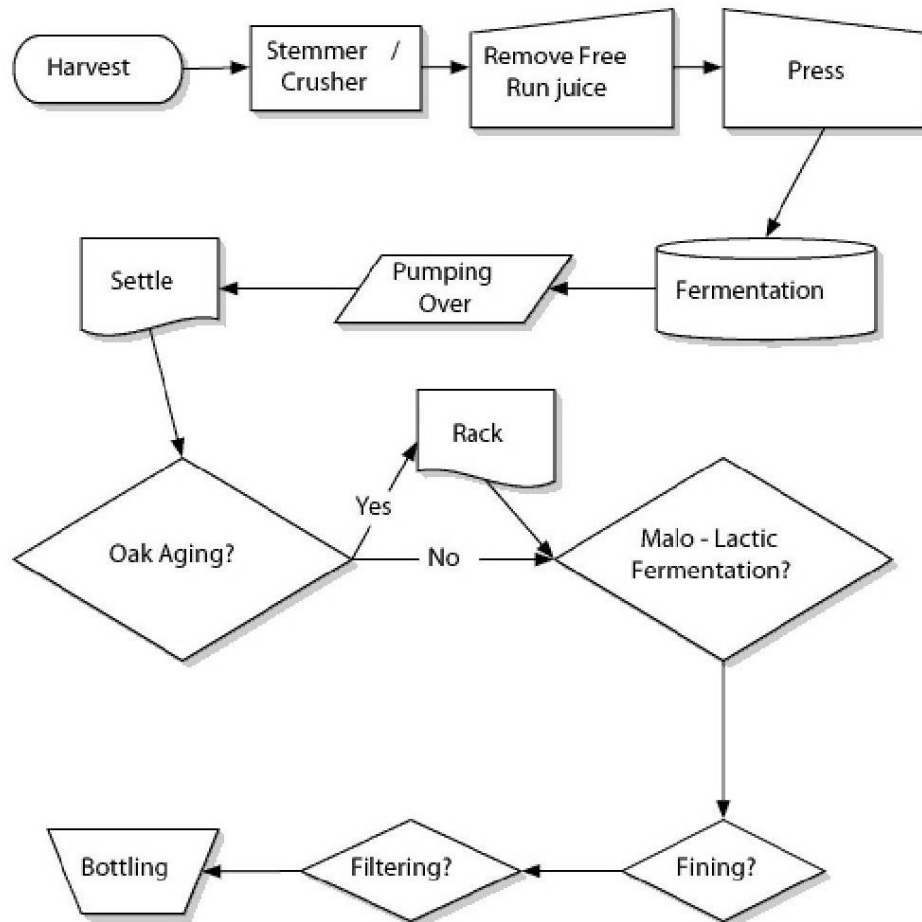 Harvest
Stemmer /
Crusher
Remove Free
Run juice
Press
Settle
Pumping
Over
Fermentation
Rack
Yes
Oak Aging?
No
Malo - Lactic
Fermentation?
Bottling
Filtering?
Fining?